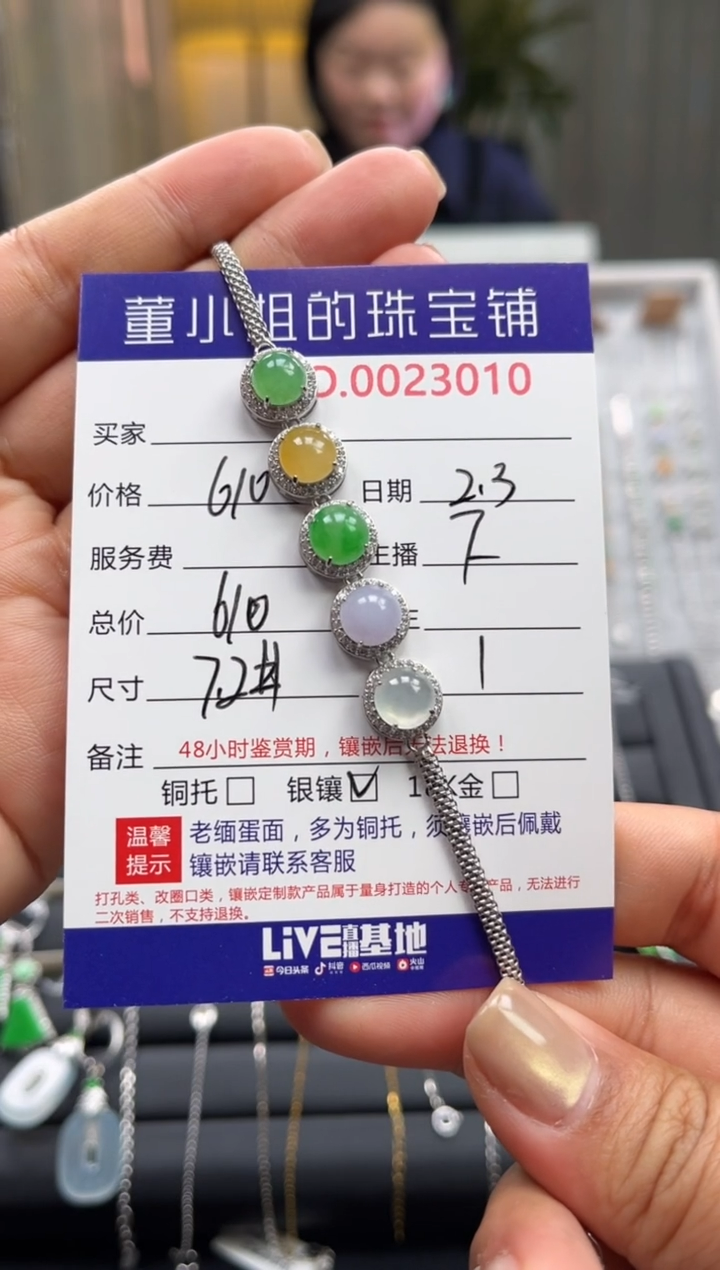 董小姐的珠宝铺
O.0023010
买家
价格 610 日期 2.3
服务费 主播 7
总价 610
尺寸 7.2# 1
备注 48小时鉴赏期，镶嵌后无法退换！
铜托 银镶 ✓ 18K金
温馨提示 老缅蛋面，多为铜托，须镶嵌后佩戴
镶嵌请联系客服
打孔类、改圈口类，镶嵌定制款产品属于量身打造的个人专 产品，无法进行
二次销售，不支持退换。
LIVE直播基地
今日头条 抖音 西瓜视频 火山